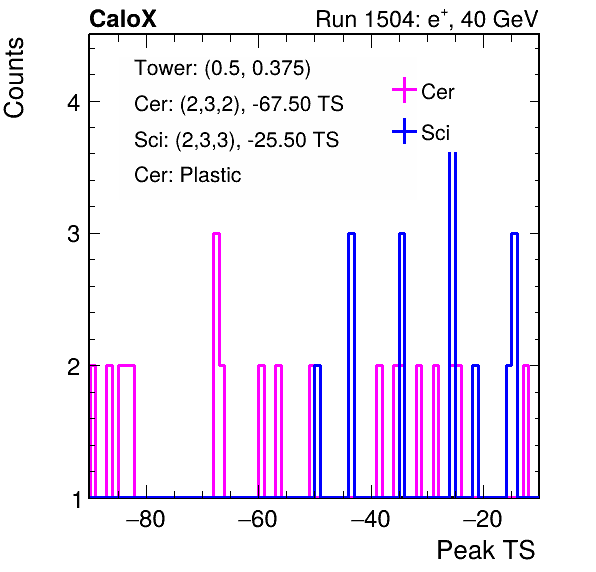 CaloX Run 1504: e+, 40 GeV
Counts
Tower: (0.5, 0.375)
Cer: (2,3,2), -67.50 TS
Sci: (2,3,3), -25.50 TS
Cer: Plastic
Cer
Sci
4
3
2
1
−80 −60 −40 −20
Peak TS